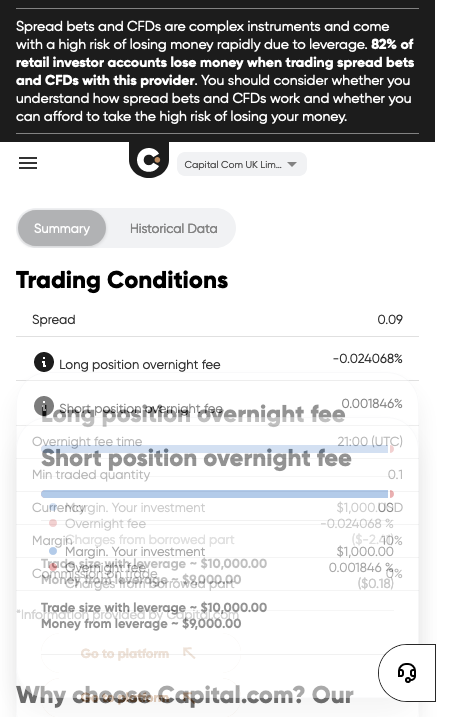 Spread bets and CFDs are complex instruments and come
with a high risk of losing money rapidly due to leverage. 82% of
retail investor accounts lose money when trading spread bets
and CFDs with this provider. You should consider whether you
understand how spread bets and CFDs work and whether you
can afford to take the high risk of losing your money.
Capital Com UK Lim...
Summary Historical Data
Trading Conditions
Spread 0.09
Long position overnight fee -0.024068%
Short position overnight fee 0.001846%
Long position overnight fee
Overnight fee time 21:00 (UTC)
Short position overnight fee
Min traded quantity 0.1
Currency USD
Margin. Your investment $1,000.00
Overnight fee -0.024068 %
Charges from borrowed part
Margin 10%
Margin. Your investment $1,000.00
Trade size with leverage ~ $10,000.00
Overnight fee 0.001846 %
Commission on trade 0%
Money from leverage ~ $9,000.00
Charges from borrowed part ($0.18)
Trade size with leverage ~ $10,000.00
*Information provided by Capital.com
Money from leverage ~ $9,000.00
Go to platform
Why choose Capital.com? Our